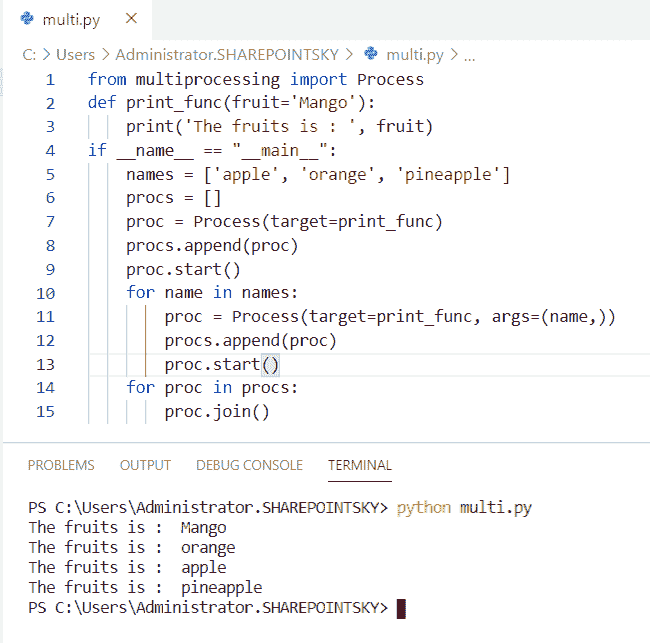 multi.py ×
C: > Users > Administrator.SHAREPOINTSKY > multi.py > ...
1 from multiprocessing import Process
2 def print_func(fruit='Mango'):
3     print('The fruits is : ', fruit)
4 if __name__ == "__main__":
5     names = ['apple', 'orange', 'pineapple']
6     procs = []
7     proc = Process(target=print_func)
8     procs.append(proc)
9     proc.start()
10     for name in names:
11         proc = Process(target=print_func, args=(name,))
12         procs.append(proc)
13         proc.start()
14     for proc in procs:
15         proc.join()
PROBLEMS OUTPUT DEBUG CONSOLE TERMINAL
PS C:\Users\Administrator.SHAREPOINTSKY> python multi.py
The fruits is :  Mango
The fruits is :  orange
The fruits is :  apple
The fruits is :  pineapple
PS C:\Users\Administrator.SHAREPOINTSKY>